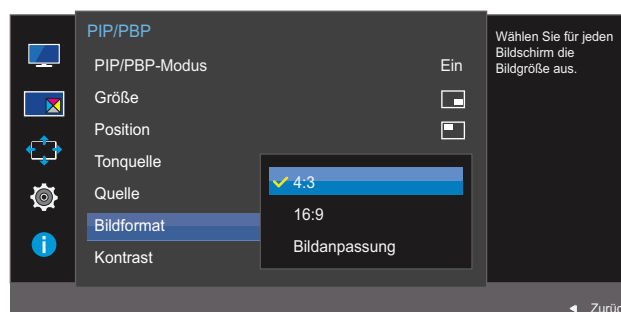 PIP/PBP
PIP/PBP-Modus Ein
Größe
Position
Tonquelle
Quelle
Bildformat
Kontrast
4:3
16:9
Bildanpassung
Wählen Sie für jeden
Bildschirm die
Bildgröße aus.
Zurüc